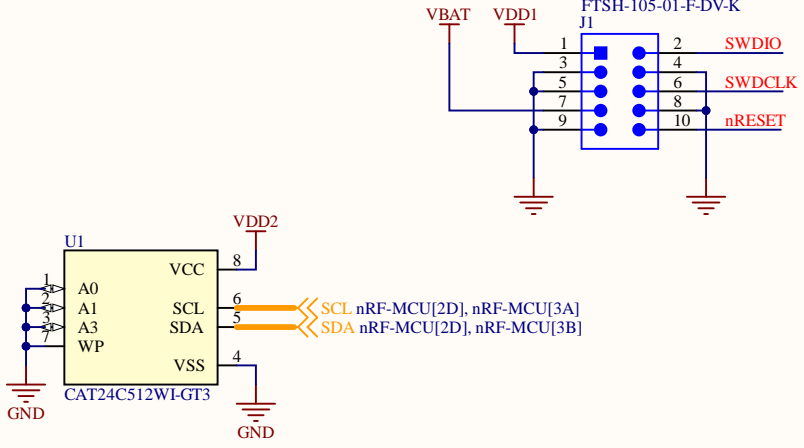 FTSH-105-01-F-DV-K
J1
VBAT VDD1
1 2 SWDIO
3 4
5 6 SWDCLK
7 8
9 10 nRESET
VDD2
U1
VCC 8
1 A0
2 A1 SCL 6 SCL nRF-MCU[2D], nRF-MCU[3A]
3 A3 SDA 5 SDA nRF-MCU[2D], nRF-MCU[3B]
7 WP
VSS 4
CAT24C512WI-GT3
GND
GND